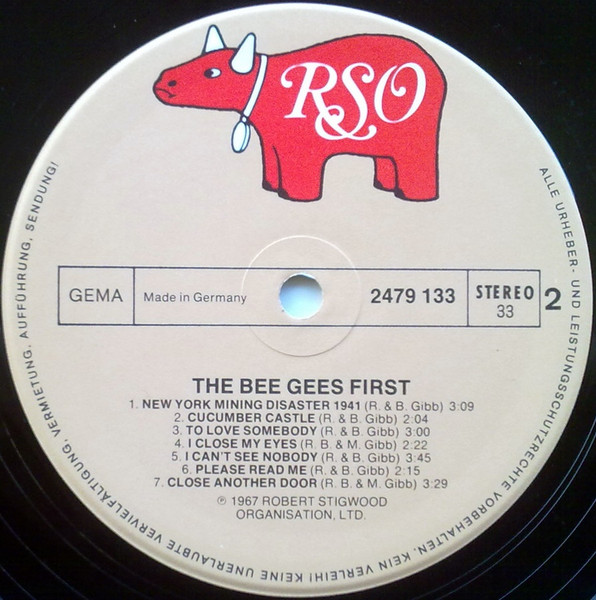 RSO
GEMA
Made in Germany
2479 133
STEREO
33
2
THE BEE GEES FIRST
1. NEW YORK MINING DISASTER 1941 (R. & B. Gibb) 3:09
2. CUCUMBER CASTLE (R. & B. Gibb) 2:04
3. TO LOVE SOMEBODY (R. & B. Gibb) 3:00
4. I CLOSE MY EYES (R. B. & M. Gibb) 2:22
5. I CAN'T SEE NOBODY (R. & B. Gibb) 3:45
6. PLEASE READ ME (R. & B. Gibb) 2:15
7. CLOSE ANOTHER DOOR (R. B. & M. Gibb) 3:29
℗ 1967 ROBERT STIGWOOD
ORGANISATION, LTD.
ALLE URHEBER- UND LEISTUNGSSCHUTZRECHTE VORBEHALTEN. KEIN VERLEIH! KEINE UNERLAUBTE VERVIELFÄLTIGUNG, VERMIETUNG, AUFFÜHRUNG, SENDUNG!